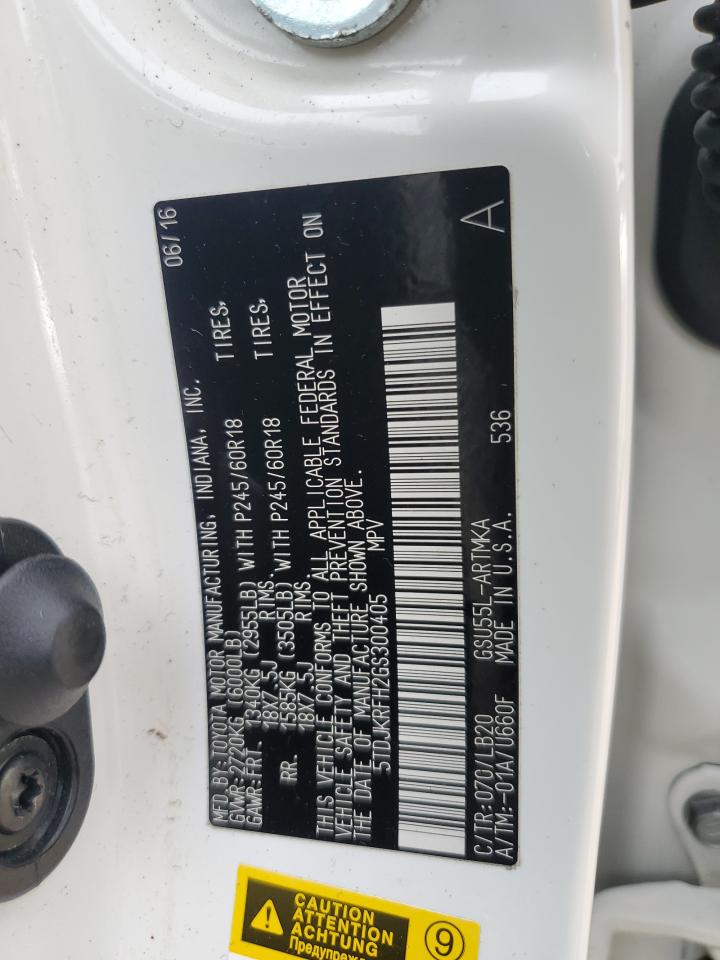 MFD.BY:TOYOTA MOTOR MANUFACTURING, INDIANA, INC. 06/16
GVWR:2720KG(6000LB)
GAWR:FRT. 1340KG (2955LB) WITH P245/60R18 TIRES,
18X7.5J RIMS.
RR. 1585KG (3505LB) WITH P245/60R18 TIRES,
18X7.5J RIMS.
THIS VEHICLE CONFORMS TO ALL APPLICABLE FEDERAL MOTOR
VEHICLE SAFETY AND THEFT PREVENTION STANDARDS IN EFFECT ON
THE DATE OF MANUFACTURE SHOWN ABOVE.
5TDJKRFH2GS300405 MPV
C/TR:070/LB20 GSU55L-ARTMKA 536 A
A/TM:-01A/U660F MADE IN U.S.A.
CAUTION
ATTENTION
ACHTUNG
9